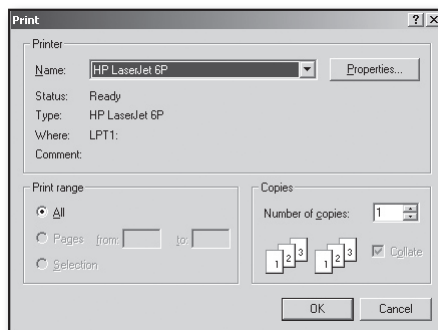 Print
Printer
Name: HP LaserJet 6P Properties...
Status: Ready
Type: HP LaserJet 6P
Where: LPT1:
Comment:
Print range
All
Pages from: to:
Selection
Copies
Number of copies: 1
1 2 3 1 2 3
Collate
OK Cancel